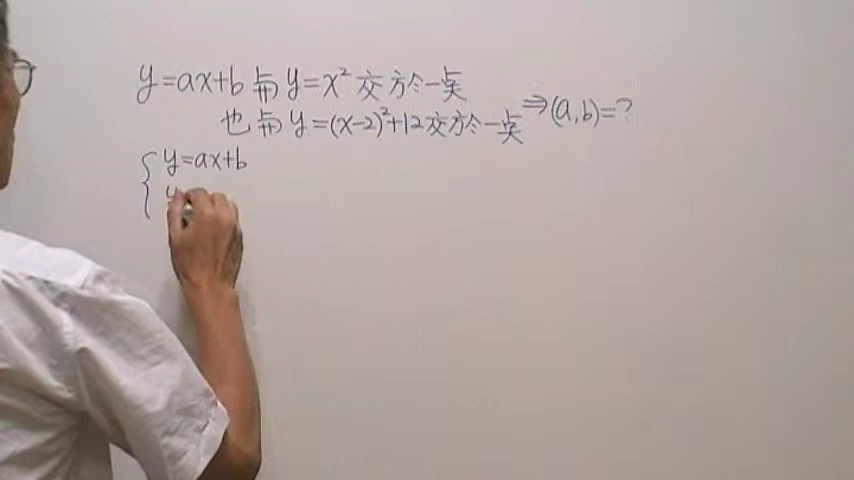 y=ax+b 與 y=x² 交於一點
也與 y=(x-2)²+12 交於一點 ⇒(a,b)=?
{ y=ax+b
y